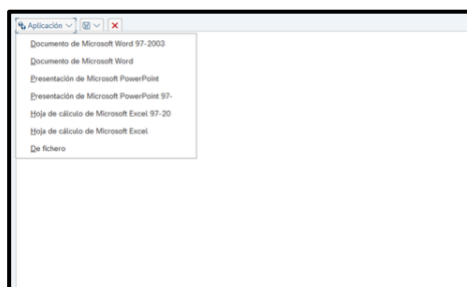 Aplicación
Documento de Microsoft Word 97-2003
Documento de Microsoft Word
Presentación de Microsoft PowerPoint
Presentación de Microsoft PowerPoint 97-
Hoja de cálculo de Microsoft Excel 97-20
Hoja de cálculo de Microsoft Excel
De fichero